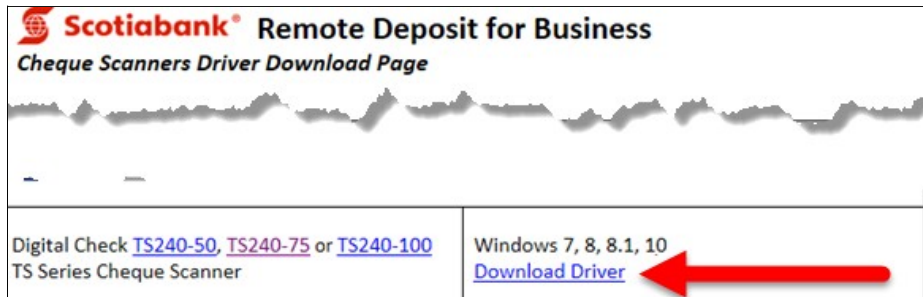 Scotiabank® Remote Deposit for Business
Cheque Scanners Driver Download Page
Digital Check TS240-50, TS240-75 or TS240-100
TS Series Cheque Scanner
Windows 7, 8, 8.1, 10
Download Driver